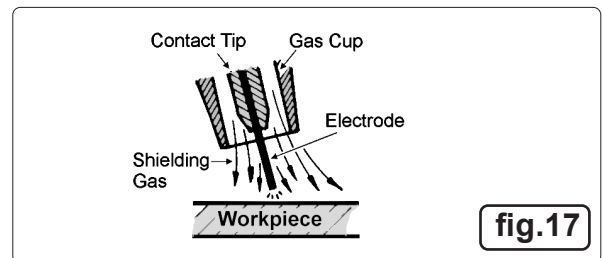 Contact Tip
Gas Cup
Electrode
Shielding
Gas
Workpiece
fig.17